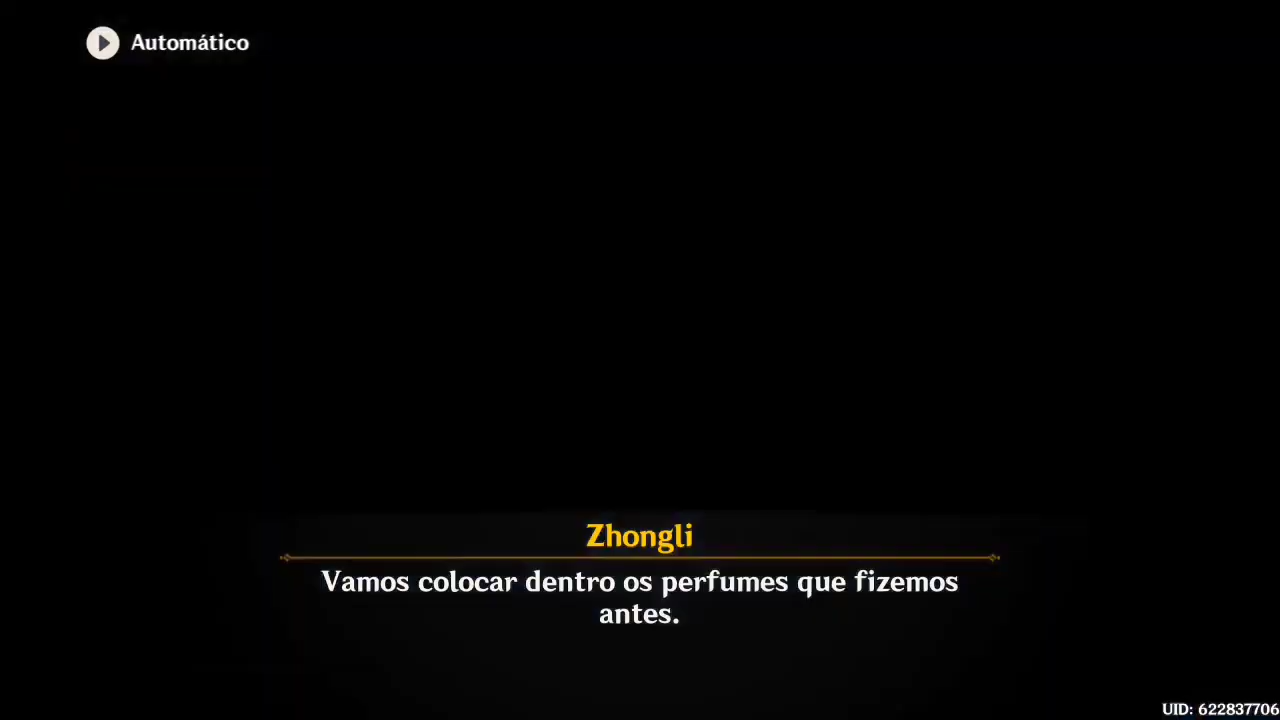 Automático
Zhongli
Vamos colocar dentro os perfumes que fizemos
antes.
UID: 622837706